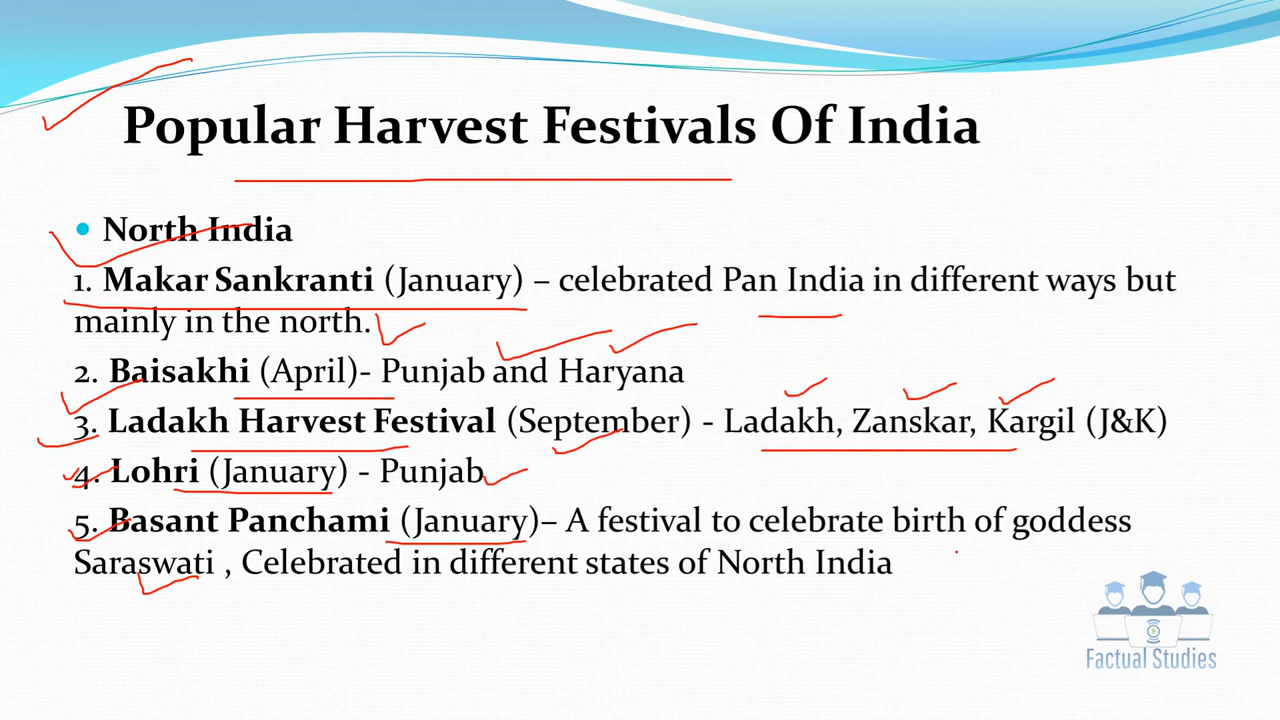 Popular Harvest Festivals Of India
North India
1. Makar Sankranti (January) – celebrated Pan India in different ways but
mainly in the north.
2. Baisakhi (April)- Punjab and Haryana
3. Ladakh Harvest Festival (September) - Ladakh, Zanskar, Kargil (J&K)
4. Lohri (January) - Punjab
5. Basant Panchami (January)– A festival to celebrate birth of goddess
Saraswati , Celebrated in different states of North India
Factual Studies